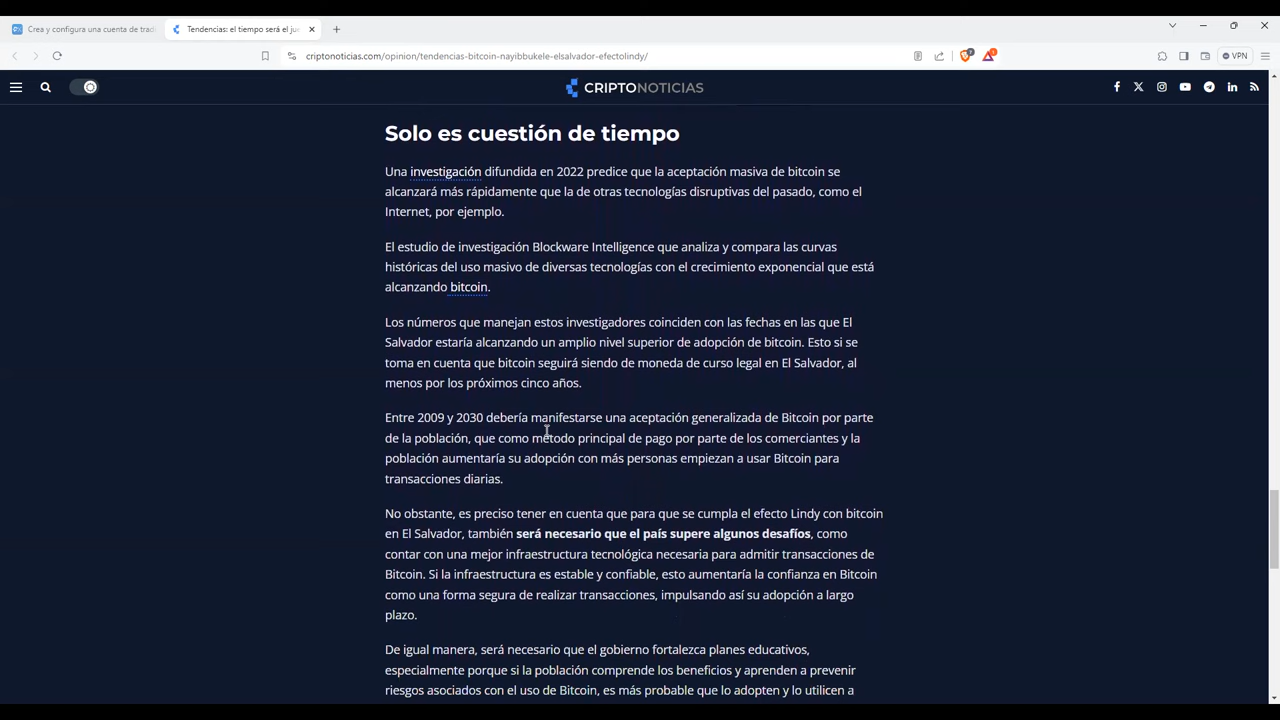 Crea y configura una cuenta de tradi
Tendencias: el tiempo será el jue
criptonoticias.com/opinion/tendencias-bitcoin-nayibbukele-elsalvador-efectolindy/
VPN
CRIPTONOTICIAS
Solo es cuestión de tiempo
Una investigación difundida en 2022 predice que la aceptación masiva de bitcoin se
alcanzará más rápidamente que la de otras tecnologías disruptivas del pasado, como el
Internet, por ejemplo.
El estudio de investigación Blockware Intelligence que analiza y compara las curvas
históricas del uso masivo de diversas tecnologías con el crecimiento exponencial que está
alcanzando bitcoin.
Los números que manejan estos investigadores coinciden con las fechas en las que El
Salvador estaría alcanzando un amplio nivel superior de adopción de bitcoin. Esto si se
toma en cuenta que bitcoin seguirá siendo de moneda de curso legal en El Salvador, al
menos por los próximos cinco años.
Entre 2009 y 2030 debería manifestarse una aceptación generalizada de Bitcoin por parte
de la población, que como método principal de pago por parte de los comerciantes y la
población aumentaría su adopción con más personas empiezan a usar Bitcoin para
transacciones diarias.
No obstante, es preciso tener en cuenta que para que se cumpla el efecto Lindy con bitcoin
en El Salvador, también será necesario que el país supere algunos desafíos, como
contar con una mejor infraestructura tecnológica necesaria para admitir transacciones de
Bitcoin. Si la infraestructura es estable y confiable, esto aumentaría la confianza en Bitcoin
como una forma segura de realizar transacciones, impulsando así su adopción a largo
plazo.
De igual manera, será necesario que el gobierno fortalezca planes educativos,
especialmente porque si la población comprende los beneficios y aprenden a prevenir
riesgos asociados con el uso de Bitcoin, es más probable que lo adopten y lo utilicen a